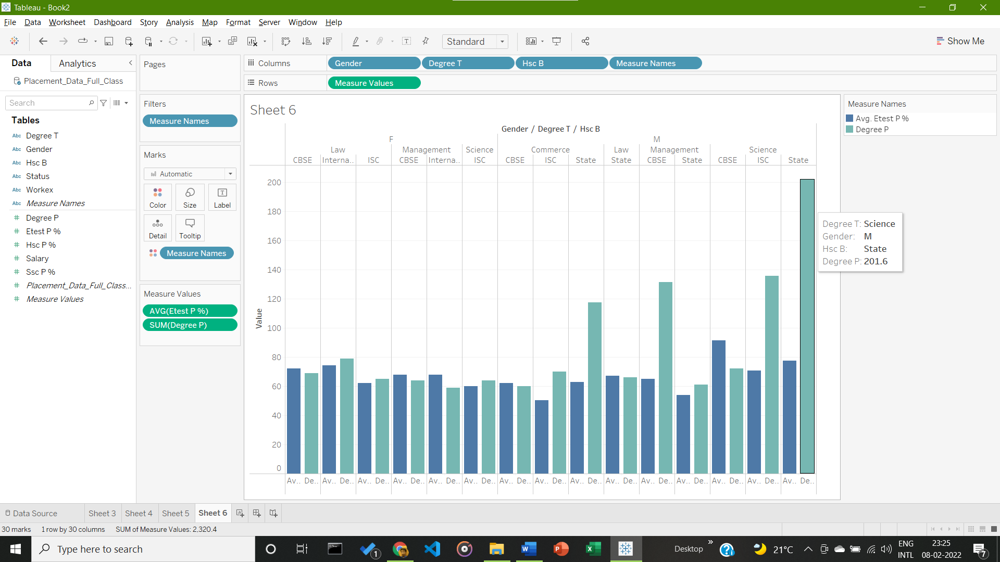 Tableau - Book2
File Data Worksheet Dashboard Story Analysis Map Format Server Window Help
Standard
Show Me
Data Analytics
Placement_Data_Full_Class
Search
Tables
Abc Degree T
Abc Gender
Abc Hsc B
Abc Status
Abc Workex
Abc Measure Names
# Degree P
# Etest P %
# Hsc P %
# Salary
# Ssc P %
# Placement_Data_Full_Class...
# Measure Values
Pages
Filters
Measure Names
Marks
Automatic
Color Size Label
Detail Tooltip
Measure Names
Measure Values
AVG(Etest P %)
SUM(Degree P)
Columns Gender Degree T Hsc B Measure Names
Rows Measure Values
Sheet 6
Gender / Degree T / Hsc B
F M
Law Management Science Commerce Law Management Science
CBSE Interna.. ISC CBSE Interna.. ISC CBSE ISC State State CBSE State CBSE ISC State
200
180
160
140
120
100
80
60
40
20
0
Value
Av.. De.. Av.. De.. Av.. De.. Av.. De.. Av.. De.. Av.. De.. Av.. De.. Av.. De.. Av.. De.. Av.. De.. Av.. De.. Av.. De.. Av.. De.. Av.. De.. Av.. De..
Measure Names
Avg. Etest P %
Degree P
Degree T: Science
Gender: M
Hsc B: State
Degree P: 201.6
Data Source Sheet 3 Sheet 4 Sheet 5 Sheet 6
30 marks 1 row by 30 columns SUM of Measure Values: 2,320.4
Type here to search
1
Desktop
21°C
ENG
INTL
23:25
08-02-2022
7